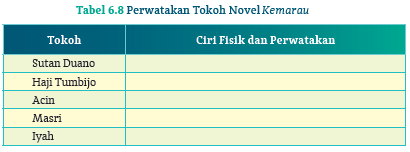 Tabel 6.8 Perwatakan Tokoh Novel Kemarau
Tokoh Ciri Fisik dan Perwatakan
Sutan Duano
Haji Tumbijo
Acin
Masri
Iyah